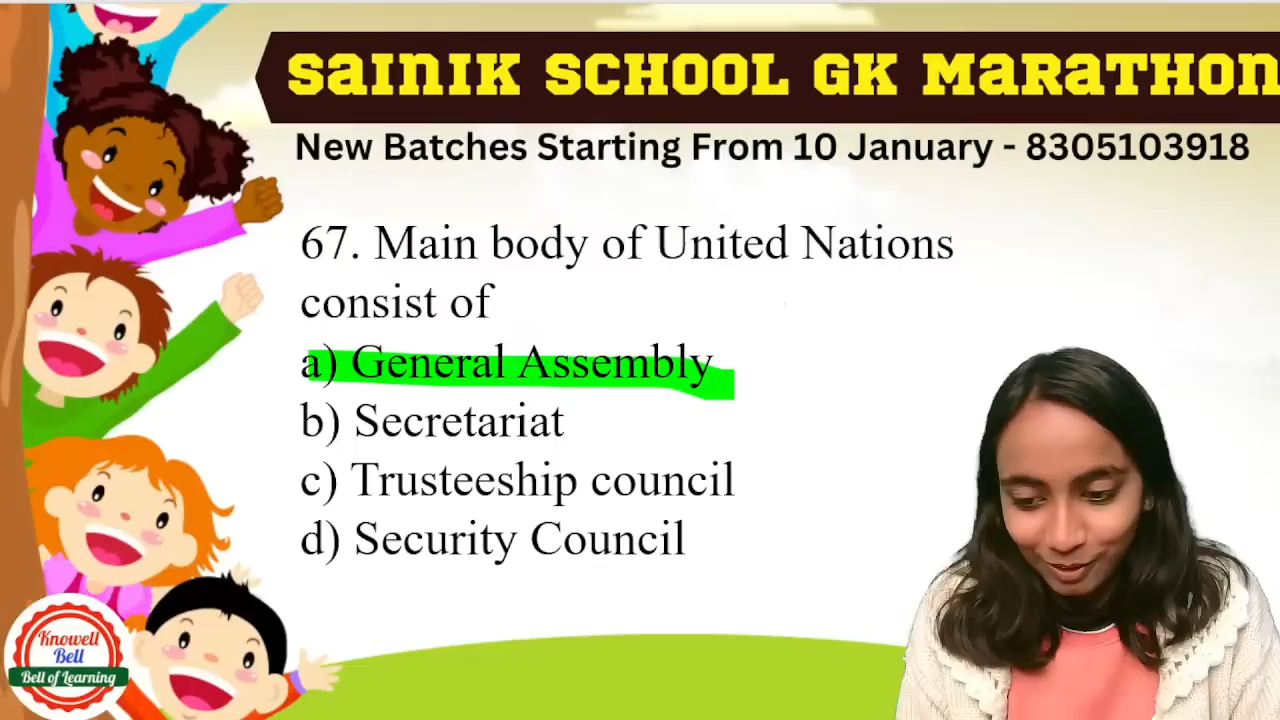 SAINIK SCHOOL GK MARATHON
New Batches Starting From 10 January - 8305103918
67. Main body of United Nations
consist of
a) General Assembly
b) Secretariat
c) Trusteeship council
d) Security Council
Knowell
Bell
Bell of Learning